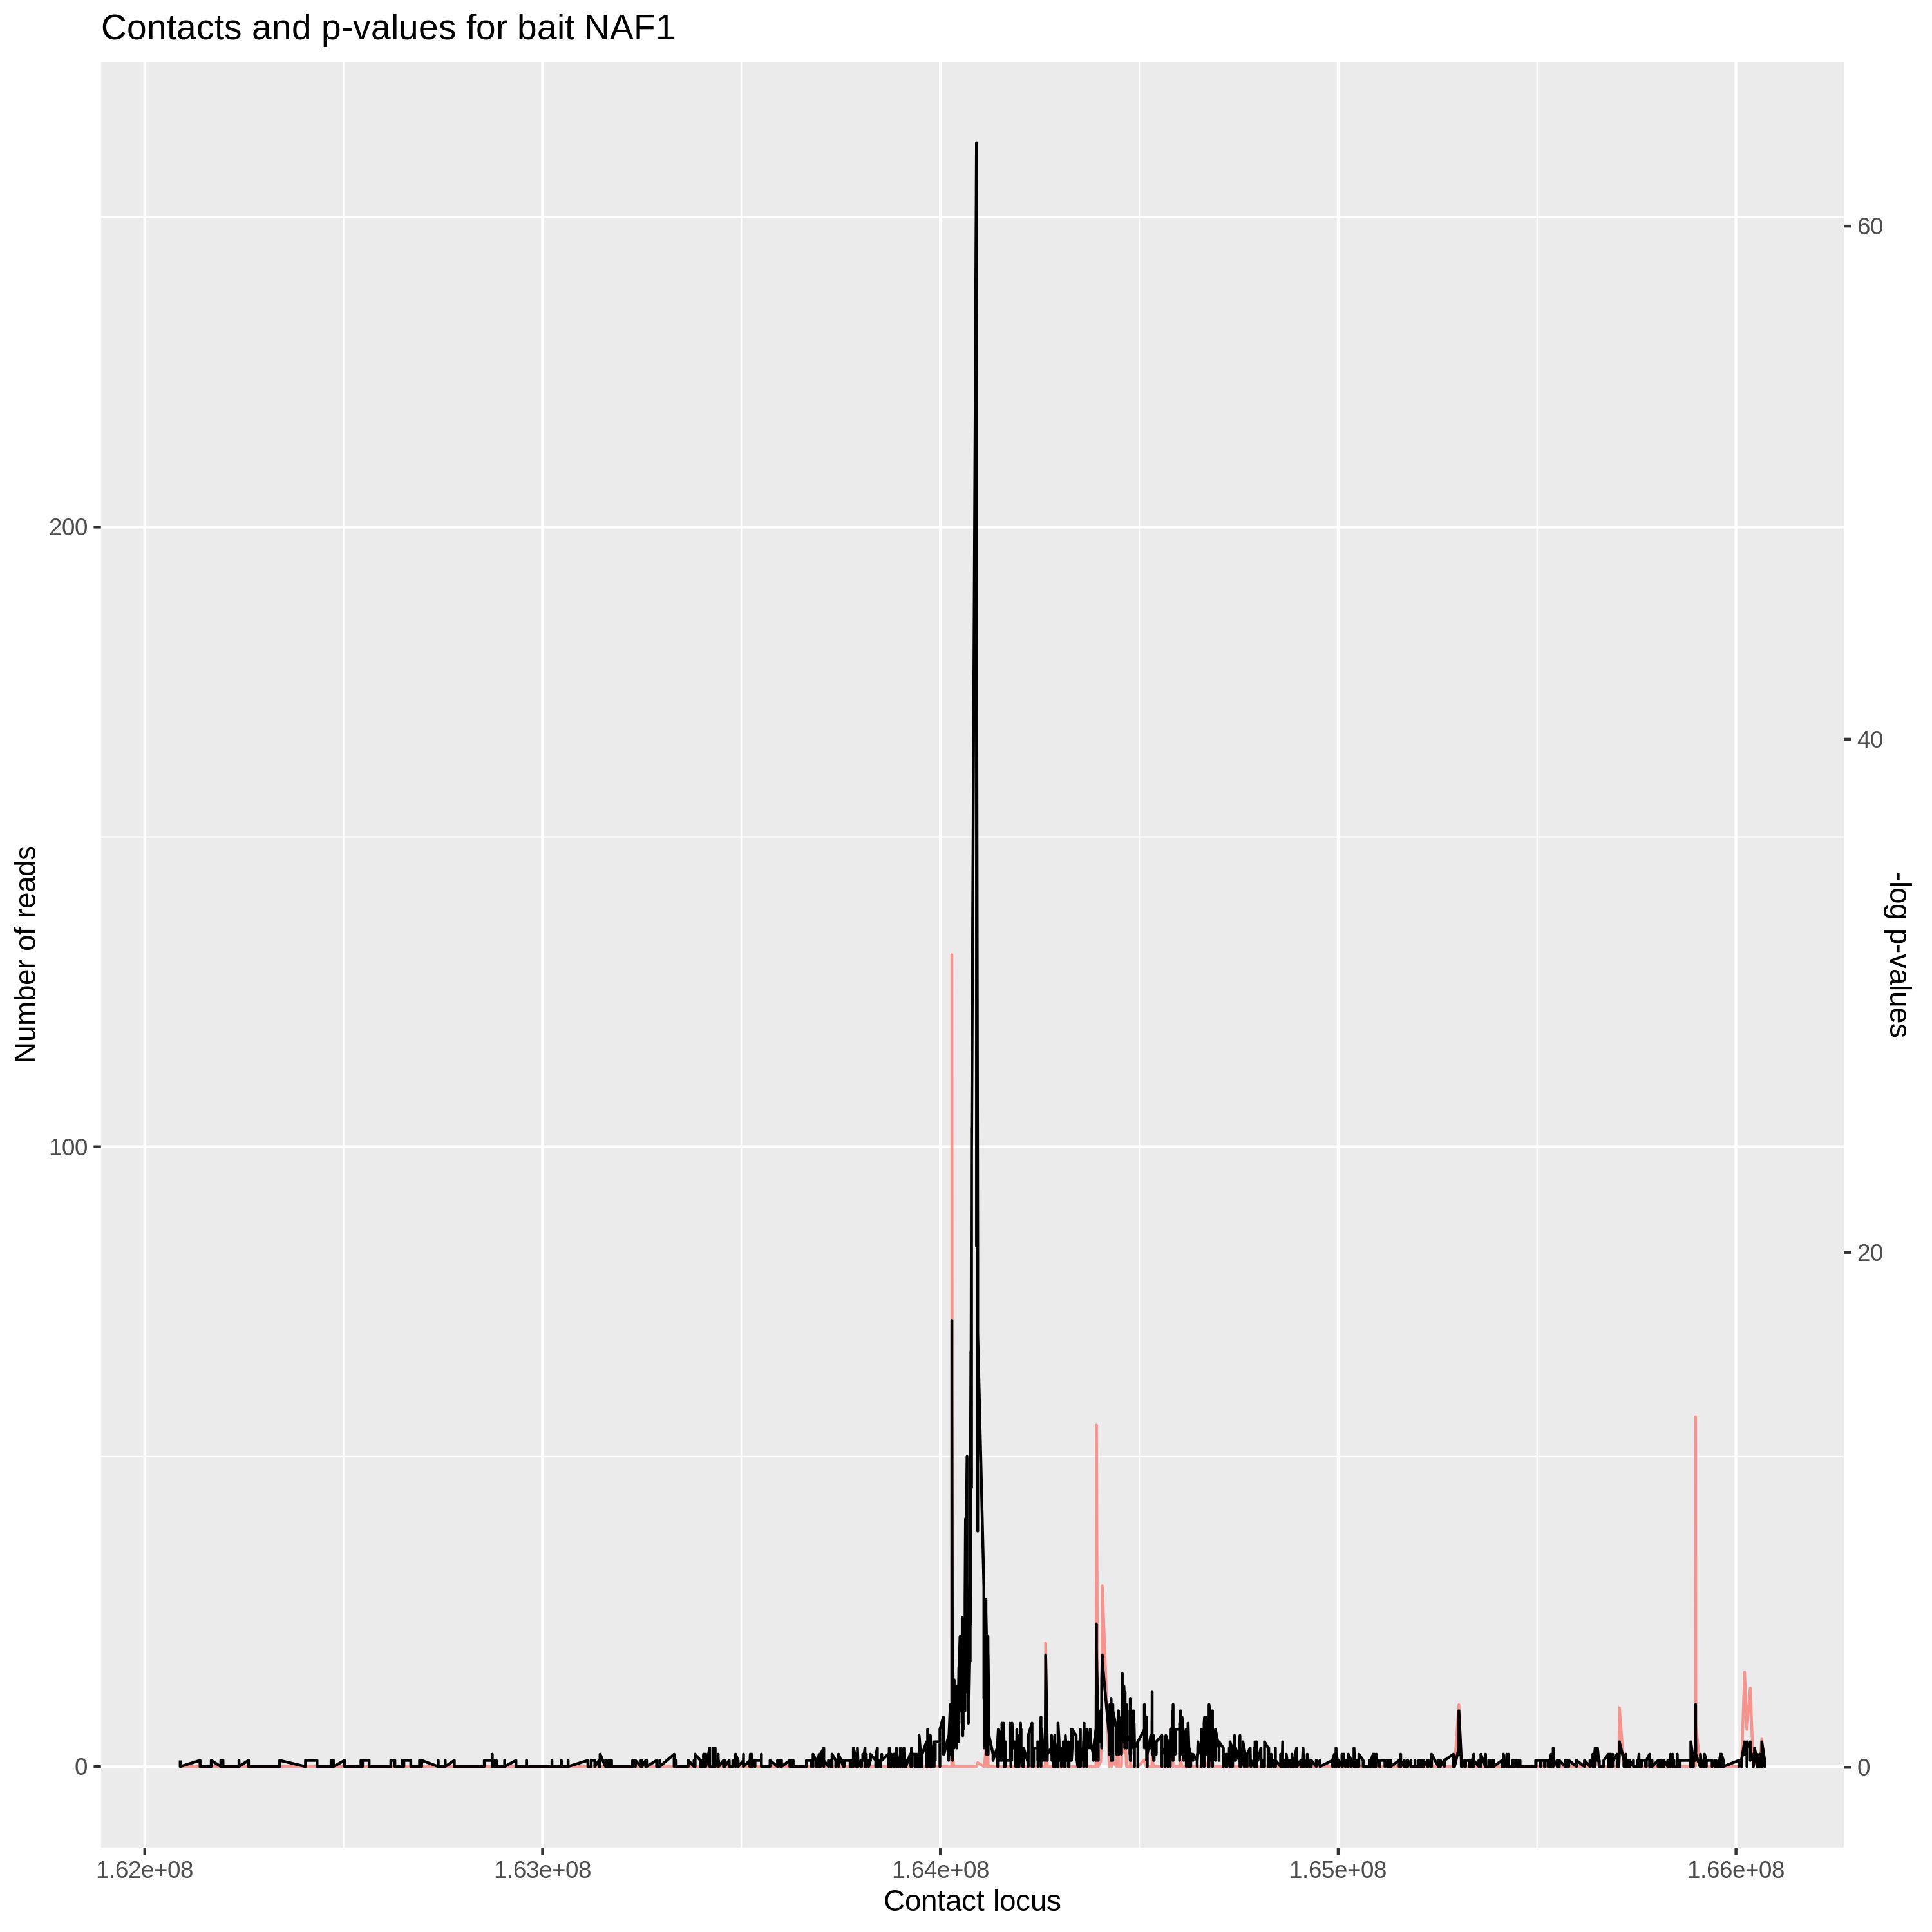 Contacts and p-values for bait NAF1
Number of reads
200
100
0
60
40
20
0
-log p-values
1.62e+08 1.63e+08 1.64e+08 1.65e+08 1.66e+08
Contact locus